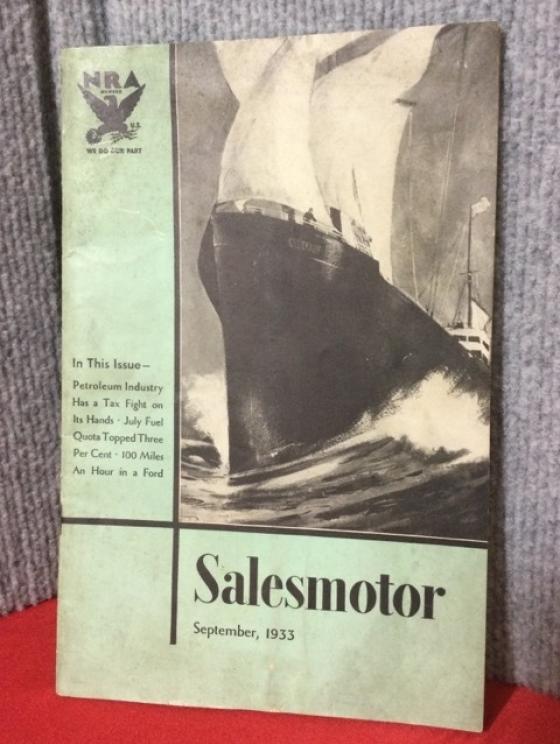 NRA
MEMBER
U.S.
WE DO OUR PART
In This Issue—
Petroleum Industry
Has a Tax Fight on
Its Hands · July Fuel
Quota Topped Three
Per Cent · 100 Miles
An Hour in a Ford
Salesmotor
September, 1933